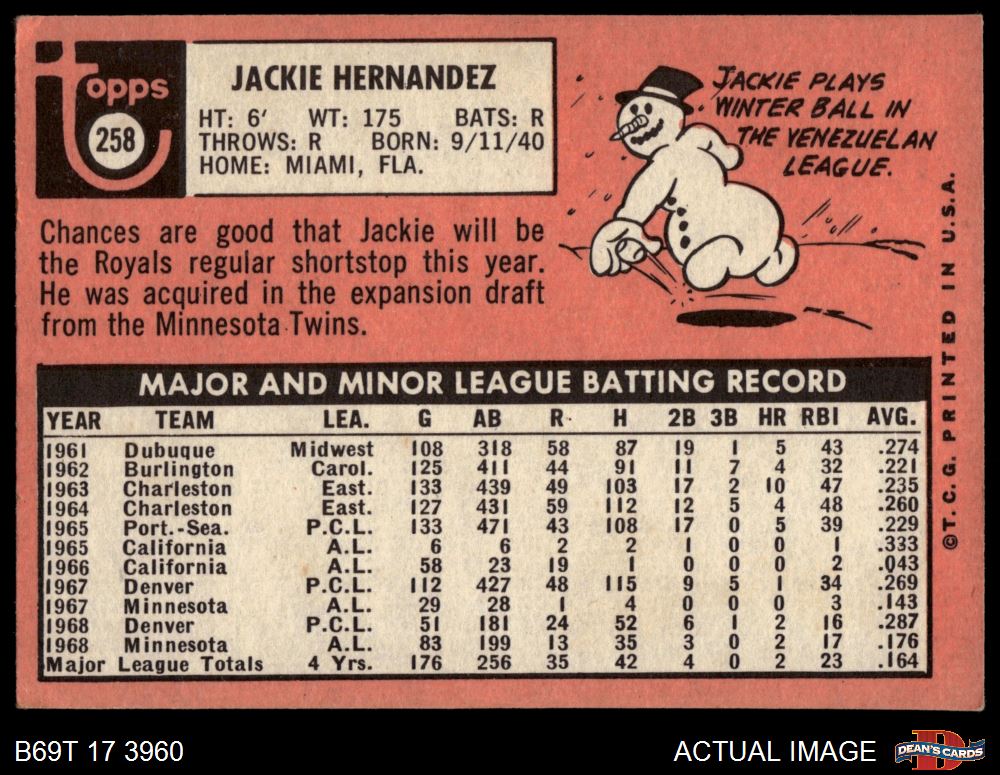 Topps
258
JACKIE HERNANDEZ
HT: 6' WT: 175 BATS: R
THROWS: R BORN: 9/11/40
HOME: MIAMI, FLA.
JACKIE PLAYS
WINTER BALL IN
THE VENEZUELAN
LEAGUE.
Chances are good that Jackie will be
the Royals regular shortstop this year.
He was acquired in the expansion draft
from the Minnesota Twins.
MAJOR AND MINOR LEAGUE BATTING RECORD
YEAR TEAM LEA. G AB R H 2B 3B HR RBI AVG.
1961 Dubuque Midwest 108 318 58 87 19 1 5 43 .274
1962 Burlington Carol. 125 411 44 91 11 7 4 32 .221
1963 Charleston East. 133 439 49 103 17 2 10 47 .235
1964 Charleston East. 127 431 59 112 12 5 4 48 .260
1965 Port.-Sea. P.C.L. 133 471 43 108 17 0 5 39 .229
1965 California A.L. 6 6 2 2 1 0 0 1 .333
1966 California A.L. 58 23 19 1 0 0 0 2 .043
1967 Denver P.C.L. 112 427 48 115 9 5 1 34 .269
1967 Minnesota A.L. 29 28 1 4 0 0 0 3 .143
1968 Denver P.C.L. 51 181 24 52 6 1 2 16 .287
1968 Minnesota A.L. 83 199 13 35 3 0 2 17 .176
Major League Totals 4 Yrs. 176 256 35 42 4 0 2 23 .164
©T. C. G. PRINTED IN U.S.A.
B69T 17 3960
ACTUAL IMAGE
DEAN'S CARDS